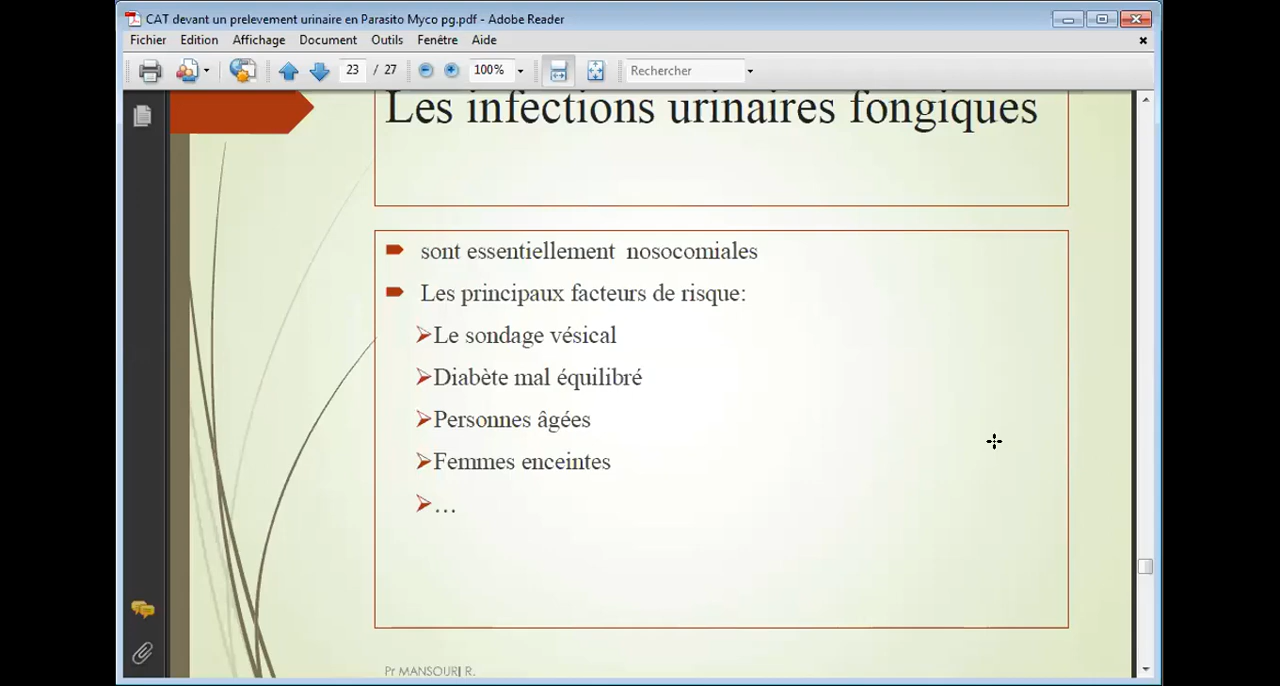 CAT devant un prelevement urinaire en Parasito Myco pg.pdf - Adobe Reader
Fichier Edition Affichage Document Outils Fenêtre Aide
23 / 27 100% Rechercher
Les infections urinaires fongiques
sont essentiellement nosocomiales
Les principaux facteurs de risque:
Le sondage vésical
Diabète mal équilibré
Personnes âgées
Femmes enceintes
…
Pr MANSOURI R.